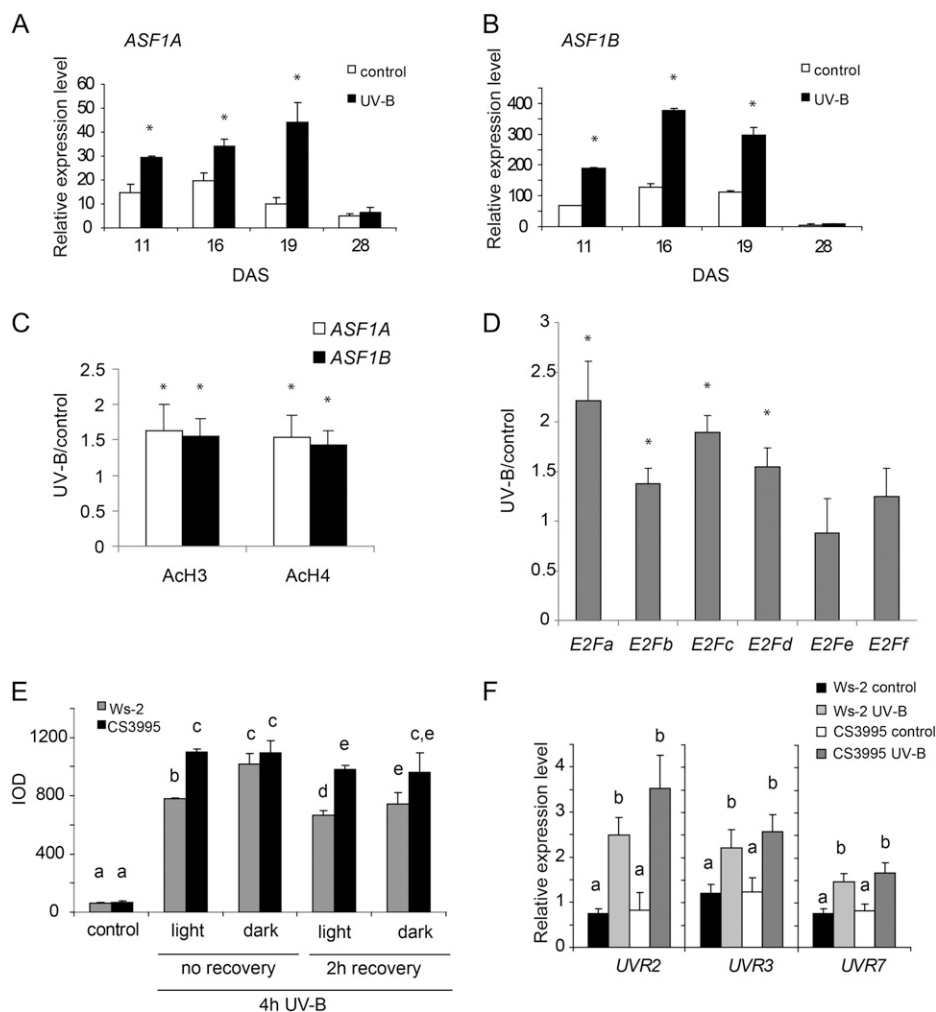 A
ASF1A
control
UV-B
Relative expression level
60
50
40
30
20
10
0
*
*
*
11 16 19 28
DAS
B
ASF1B
control
UV-B
Relative expression level
400
300
200
100
0
*
*
*
11 16 19 28
DAS
C
ASF1A
ASF1B
UV-B/control
2.5
2
1.5
1
0.5
0
* * * *
AcH3 AcH4
D
UV-B/control
3
2.5
2
1.5
1
0.5
0
*
*
*
*
E2Fa E2Fb E2Fc E2Fd E2Fe E2Ff
E
Ws-2
CS3995
IOD
1200
800
400
0
a a b c c c d e e c,e
control light dark light dark
no recovery 2h recovery
4h UV-B
F
Ws-2 control
Ws-2 UV-B
CS3995 control
CS3995 UV-B
Relative expression level
5
4
3
2
1
0
a b a b a b a b a b a b
UVR2 UVR3 UVR7